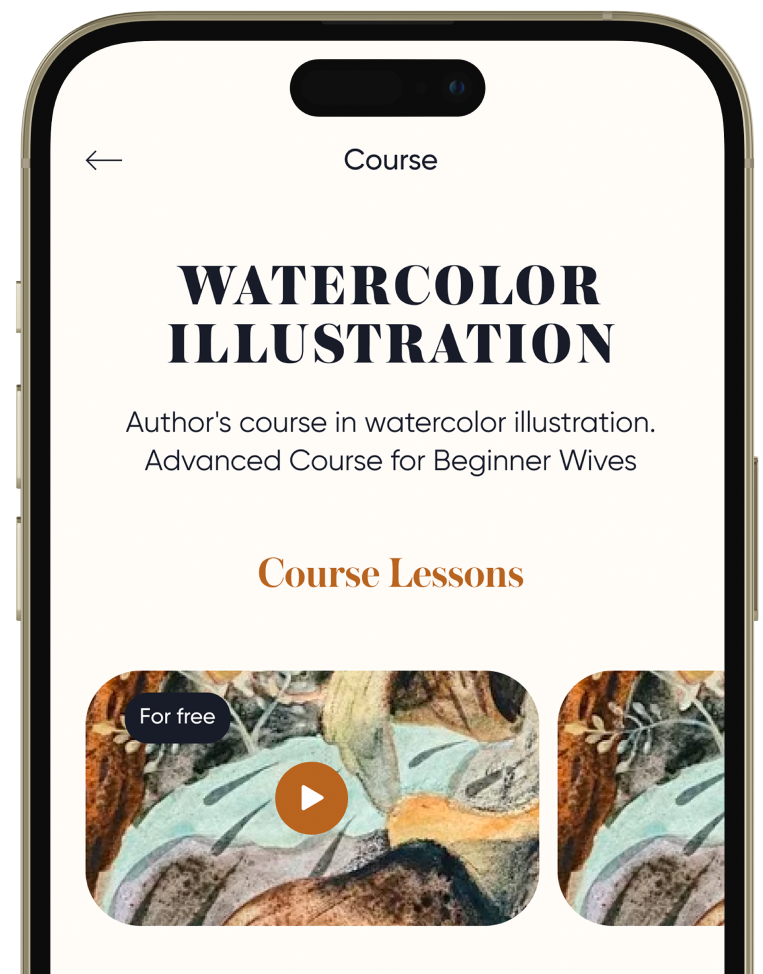 Course
WATERCOLOR
ILLUSTRATION
Author's course in watercolor illustration.
Advanced Course for Beginner Wives
Course Lessons
For free